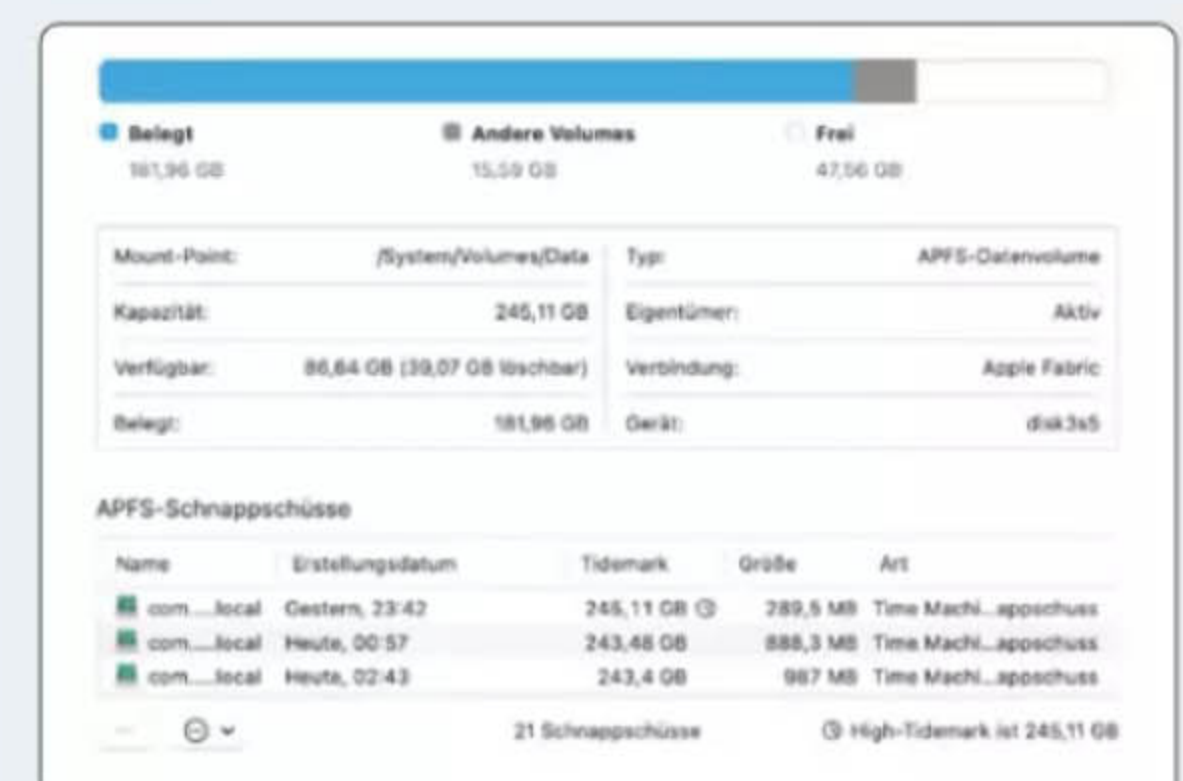 Belegt Andere Volumes Frei
181,96 GB 15,59 GB 47,56 GB
Mount-Point: /System/Volumes/Data Typ: APFS-Datenvolume
Kapazität: 245,11 GB Eigentümer: Aktiv
Verfügbar: 86,64 GB (39,07 GB löschbar) Verbindung: Apple Fabric
Belegt: 181,96 GB Gerät: disk3s5
APFS-Schnappschüsse
Name Erstellungsdatum Tidemark Größe Art
com....local Gestern, 23:42 245,11 GB 289,5 MB Time Machi...appschuss
com....local Heute, 00:57 243,48 GB 888,3 MB Time Machi...appschuss
com....local Heute, 02:43 243,4 GB 987 MB Time Machi...appschuss
21 Schnappschüsse High-Tidemark ist 245,11 GB